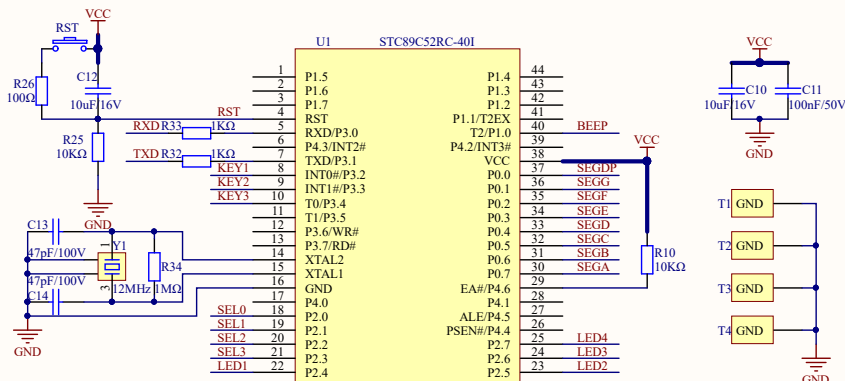 VCC
RST
U1 STC89C52RC-40I
VCC
R26
100Ω
C12
10uF/16V
C10
10uF/16V
C11
100nF/50V
GND
R25
10KΩ
GND
RST
RXD R33 1KΩ
TXD R32 1KΩ
KEY1
KEY2
KEY3
1 P1.5 P1.4 44
2 P1.6 P1.3 43
3 P1.7 P1.2 42
4 RST P1.1/T2EX 41
5 RXD/P3.0 T2/P1.0 40 BEEP
6 P4.3/INT2# P4.2/INT3# 39
7 TXD/P3.1 VCC 38
8 INT0#/P3.2 P0.0 37 SEGDP
9 INT1#/P3.3 P0.1 36 SEGG
10 T0/P3.4 P0.2 35 SEGF
11 T1/P3.5 P0.3 34 SEGE
12 P3.6/WR# P0.4 33 SEGD
13 P3.7/RD# P0.5 32 SEGC
14 XTAL2 P0.6 31 SEGB
15 XTAL1 P0.7 30 SEGA
16 GND EA#/P4.6 29
17 P4.0 P4.1 28
18 P2.0 ALE/P4.5 27
19 P2.1 PSEN#/P4.4 26
20 P2.2 P2.7 25 LED4
21 P2.3 P2.6 24 LED3
22 P2.4 P2.5 23 LED2
VCC
R10
10KΩ
C13
47pF/100V
Y1
1
3
47pF/100V
C14
12MHz
R34
1MΩ
GND
SEL0
SEL1
SEL2
SEL3
LED1
T1 GND
T2 GND
T3 GND
T4 GND
GND